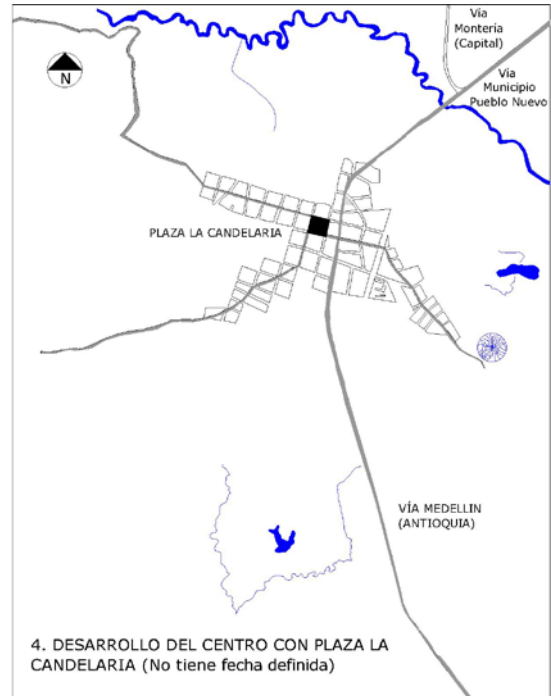 Vía
Montería
(Capital)
Vía
Municipio
Pueblo Nuevo
N
PLAZA LA CANDELARIA
VÍA MEDELLIN
(ANTIOQUIA)
4. DESARROLLO DEL CENTRO CON PLAZA LA
CANDELARIA (No tiene fecha definida)